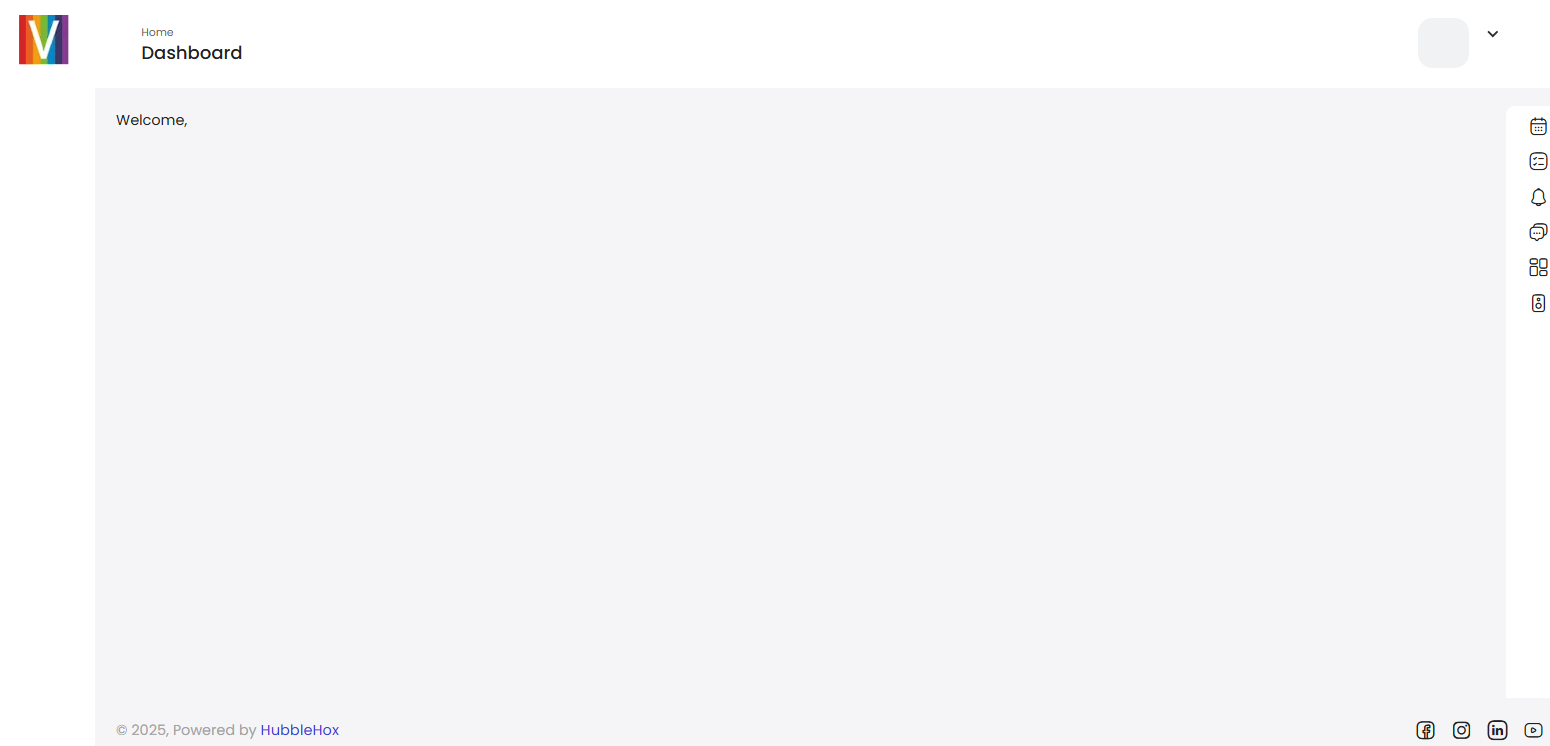 V
Home
Dashboard
Welcome,
© 2025, Powered by HubbleHox